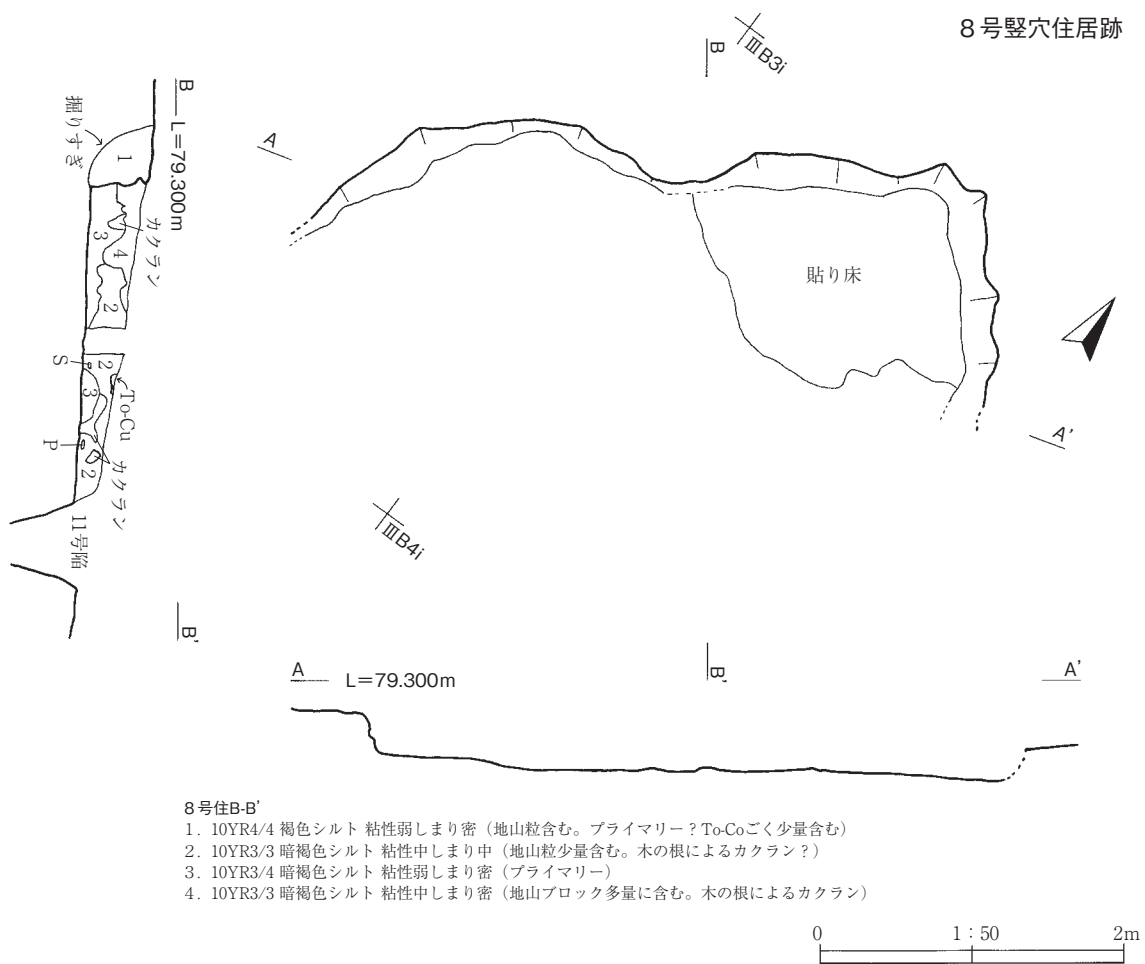 8号竪穴住居跡
B
ⅢB3i
A
貼り床
A'
ⅢB4i
B'
B
L=79.300m
掘りすぎ
1
カクラン
3
4
2
S
2
To-Cu
3
P
2
カクラン
11号陥
B'
A
L=79.300m
A'
8号住B-B'
1. 10YR4/4 褐色シルト 粘性弱しまり密（地山粒含む。プライマリー？To-Coごく少量含む）
2. 10YR3/3 暗褐色シルト 粘性中しまり中（地山粒少量含む。木の根によるカクラン？）
3. 10YR3/4 暗褐色シルト 粘性弱しまり密（プライマリー）
4. 10YR3/3 暗褐色シルト 粘性中しまり密（地山ブロック多量に含む。木の根によるカクラン）
0 1：50 2m